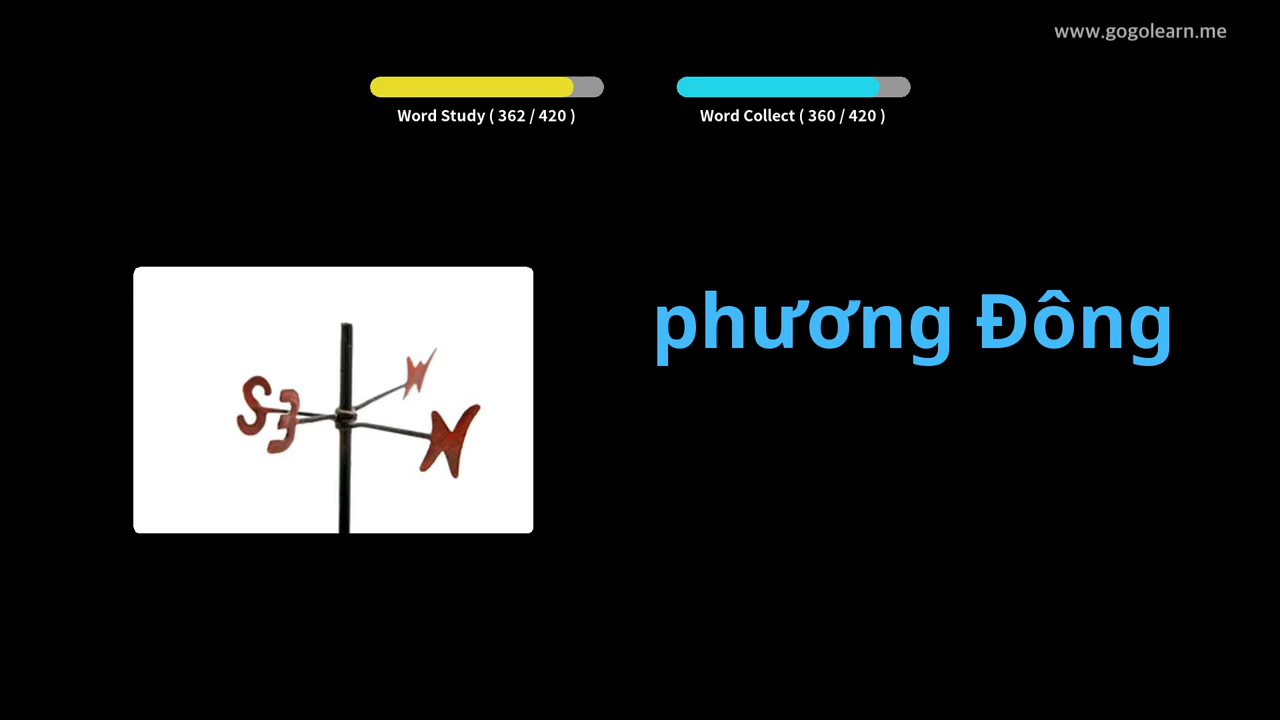 www.gogolearn.me
Word Study ( 362 / 420 )
Word Collect ( 360 / 420 )
phương Đông
S
E
N